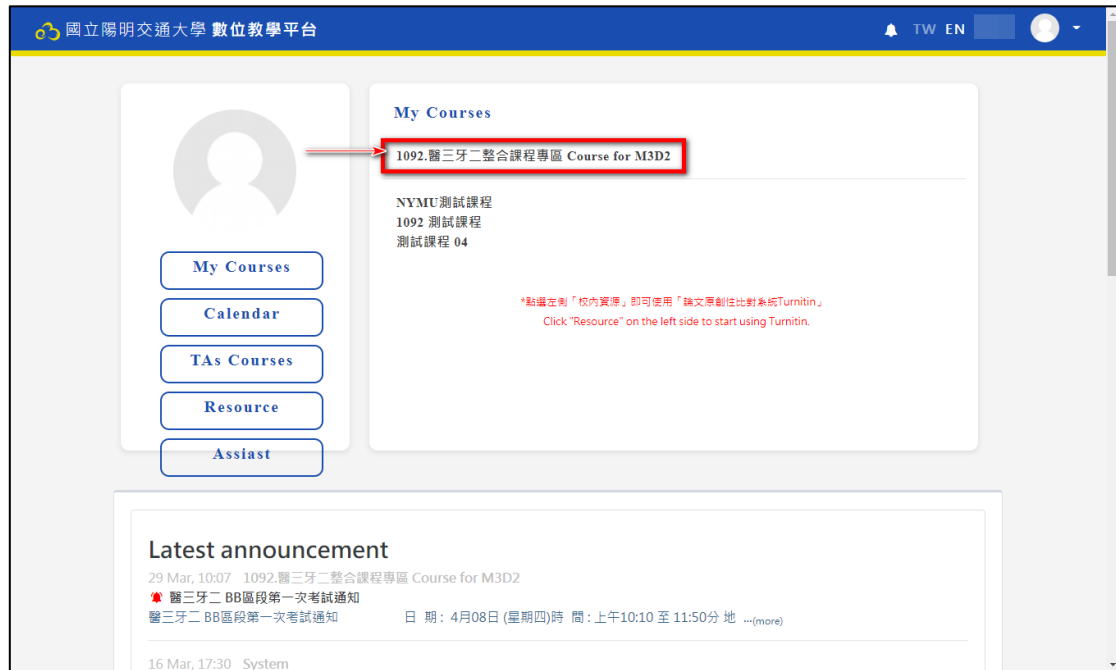 國立陽明交通大學 數位教學平台
TW EN
My Courses
1092.醫三牙二整合課程專區 Course for M3D2
NYMU測試課程
1092 測試課程
測試課程 04
*點選左側「校內資源」即可使用「論文原創性比對系統Turnitin」
Click "Resource" on the left side to start using Turnitin.
My Courses
Calendar
TAs Courses
Resource
Assiast
Latest announcement
29 Mar, 10:07 1092.醫三牙二整合課程專區 Course for M3D2
醫三牙二 BB區段第一次考試通知
醫三牙二 BB區段第一次考試通知 日 期 : 4月08日 (星期四)時 間 : 上午10:10 至 11:50分 地 ...(more)
16 Mar, 17:30 System